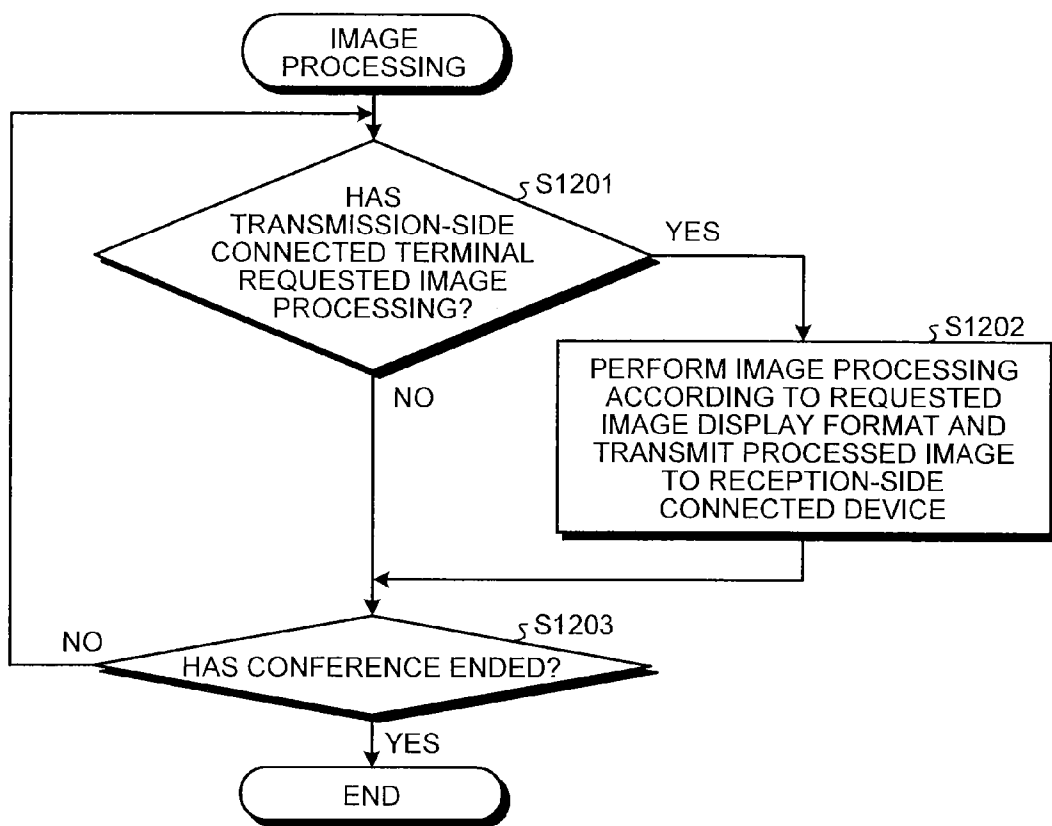 IMAGE
PROCESSING
S1201
HAS
TRANSMISSION-SIDE
CONNECTED TERMINAL
REQUESTED IMAGE
PROCESSING?
YES
NO
S1202
PERFORM IMAGE PROCESSING
ACCORDING TO REQUESTED
IMAGE DISPLAY FORMAT AND
TRANSMIT PROCESSED IMAGE
TO RECEPTION-SIDE
CONNECTED DEVICE
S1203
NO
HAS CONFERENCE ENDED?
YES
END